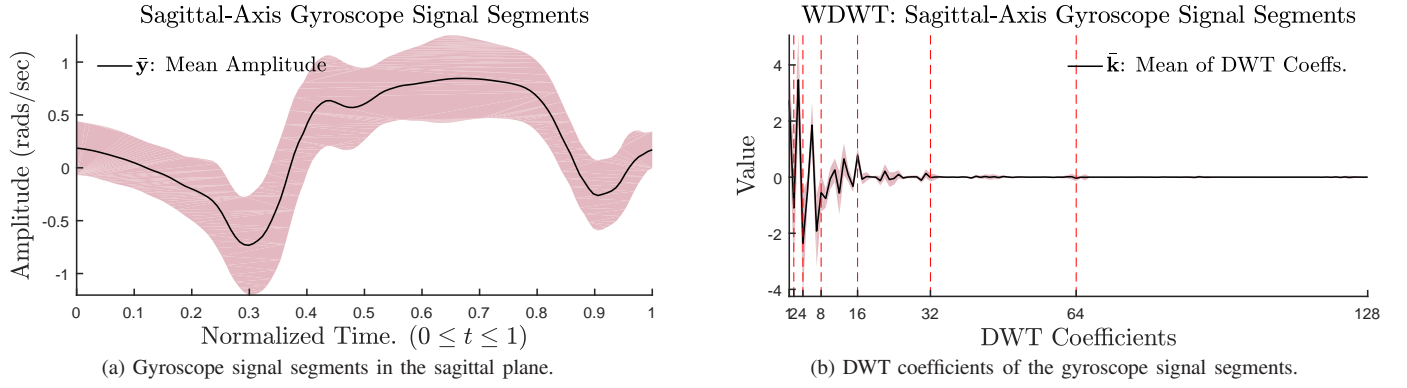 Sagittal-Axis Gyroscope Signal Segments
ȳ: Mean Amplitude
Amplitude (rads/sec)
1
0.5
0
-0.5
-1
0 0.1 0.2 0.3 0.4 0.5 0.6 0.7 0.8 0.9 1
Normalized Time. (0 ≤ t ≤ 1)
(a) Gyroscope signal segments in the sagittal plane.
WDWT: Sagittal-Axis Gyroscope Signal Segments
k̄: Mean of DWT Coeffs.
Value
4
2
0
-2
-4
1 2 4 8 16 32 64 128
DWT Coefficients
(b) DWT coefficients of the gyroscope signal segments.